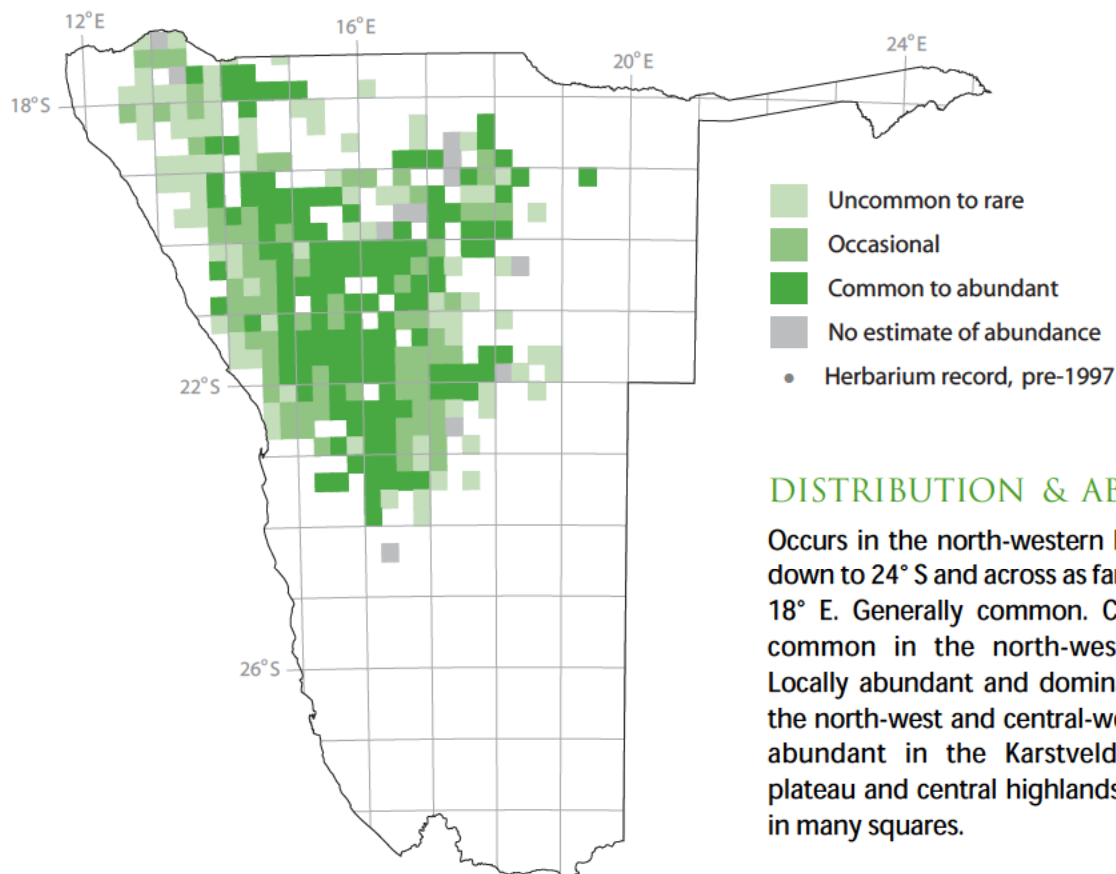 12°E
16°E
20°E
24°E
18°S
22°S
26°S
Uncommon to rare
Occasional
Common to abundant
No estimate of abundance
Herbarium record, pre-1997
DISTRIBUTION & AB
Occurs in the north-western
down to 24° S and across as far
18° E. Generally common. C
common in the north-wes
Locally abundant and domin
the north-west and central-we
abundant in the Karstveld
plateau and central highlands
in many squares.